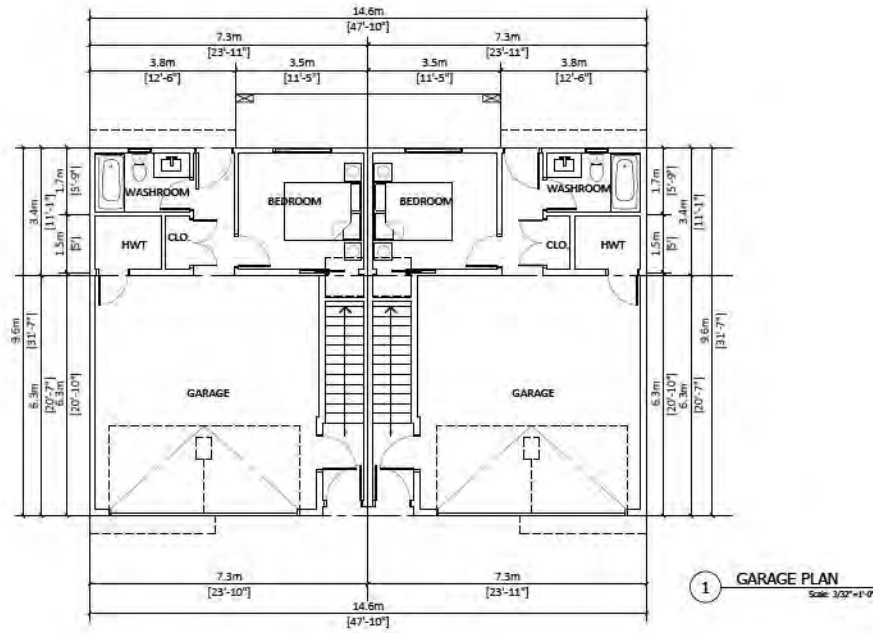 14.6m
[47'-10"]
7.3m
[23'-11"]
7.3m
[23'-11"]
3.8m
[12'-6"]
3.5m
[11'-5"]
3.5m
[11'-5"]
3.8m
[12'-6"]
WASHROOM
BEDROOM
BEDROOM
WASHROOM
HWT
CLO.
CLO.
HWT
GARAGE
GARAGE
9.6m
[31'-7"]
3.4m
[11'-1"]
1.7m
[5'-9"]
1.5m
[5']
6.3m
[20'-7"]
6.3m
[20'-10"]
1.7m
[5'-9"]
1.5m
[5']
3.4m
[11'-1"]
6.3m
[20'-10"]
6.3m
[20'-7"]
9.6m
[31'-7"]
7.3m
[23'-10"]
7.3m
[23'-11"]
14.6m
[47'-10"]
1
GARAGE PLAN
Scale: 3/32"=1'-0"